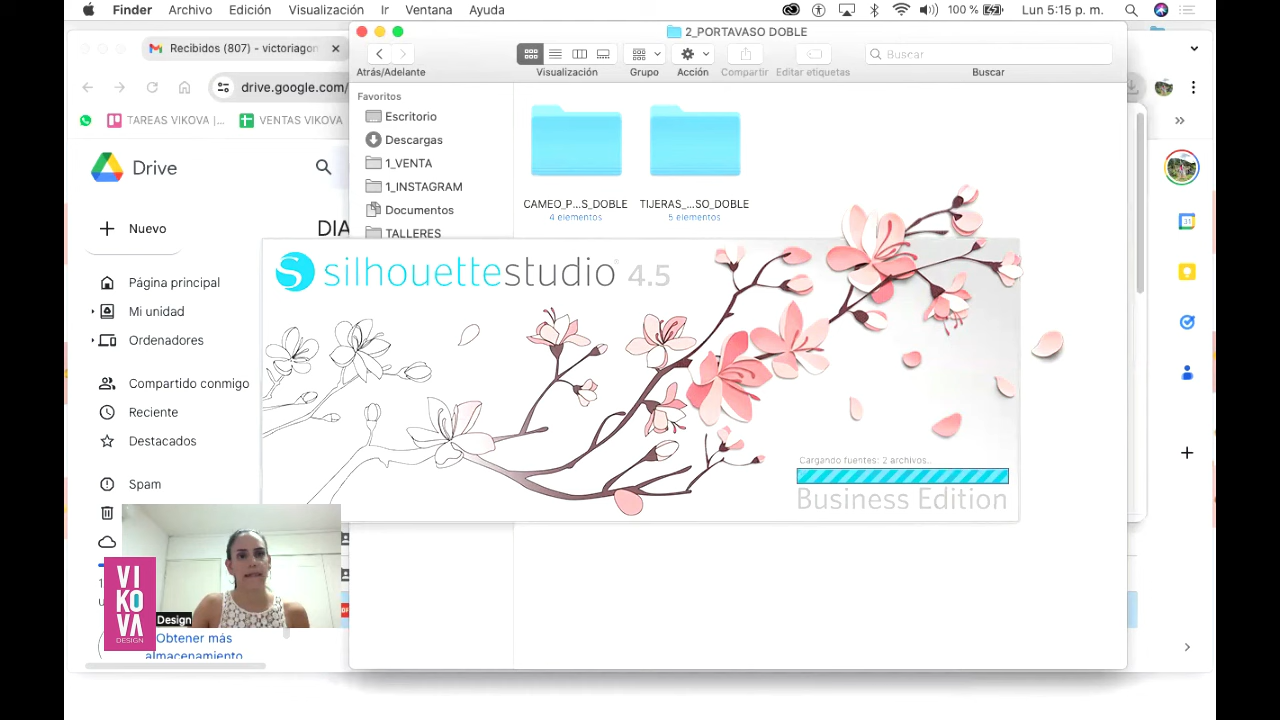 Finder Archivo Edición Visualización Ir Ventana Ayuda 100 % Lun 5:15 p. m.
Recibidos (807) - victoriagon
2_PORTAVASO DOBLE
Buscar
Atrás/Adelante Visualización Grupo Acción Compartir Editar etiquetas Buscar
drive.google.com/
Favoritos
Escritorio
TAREAS VIKOVA |... VENTAS VIKOVA
Descargas
1_VENTA
Drive
1_INSTAGRAM
CAMEO_P...S_DOBLE TIJERAS_...SO_DOBLE
4 elementos 5 elementos
Documentos
Nuevo
DIA
TALLERES
silhouettestudio 4.5
Página principal
Mi unidad
Ordenadores
Compartido conmigo
Reciente
Destacados
Cargando fuentes: 2 archivos...
Spam
Business Edition
VI
KO
VA
DESIGN
Design
Obtener más
almacenamiento